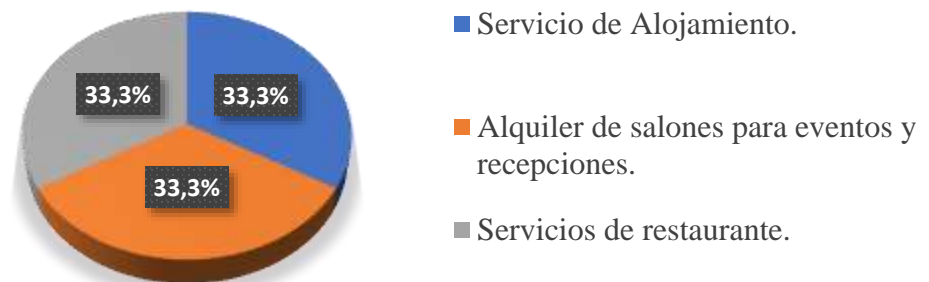 33,3%
33,3%
33,3%
Servicio de Alojamiento.
Alquiler de salones para eventos y
recepciones.
Servicios de restaurante.